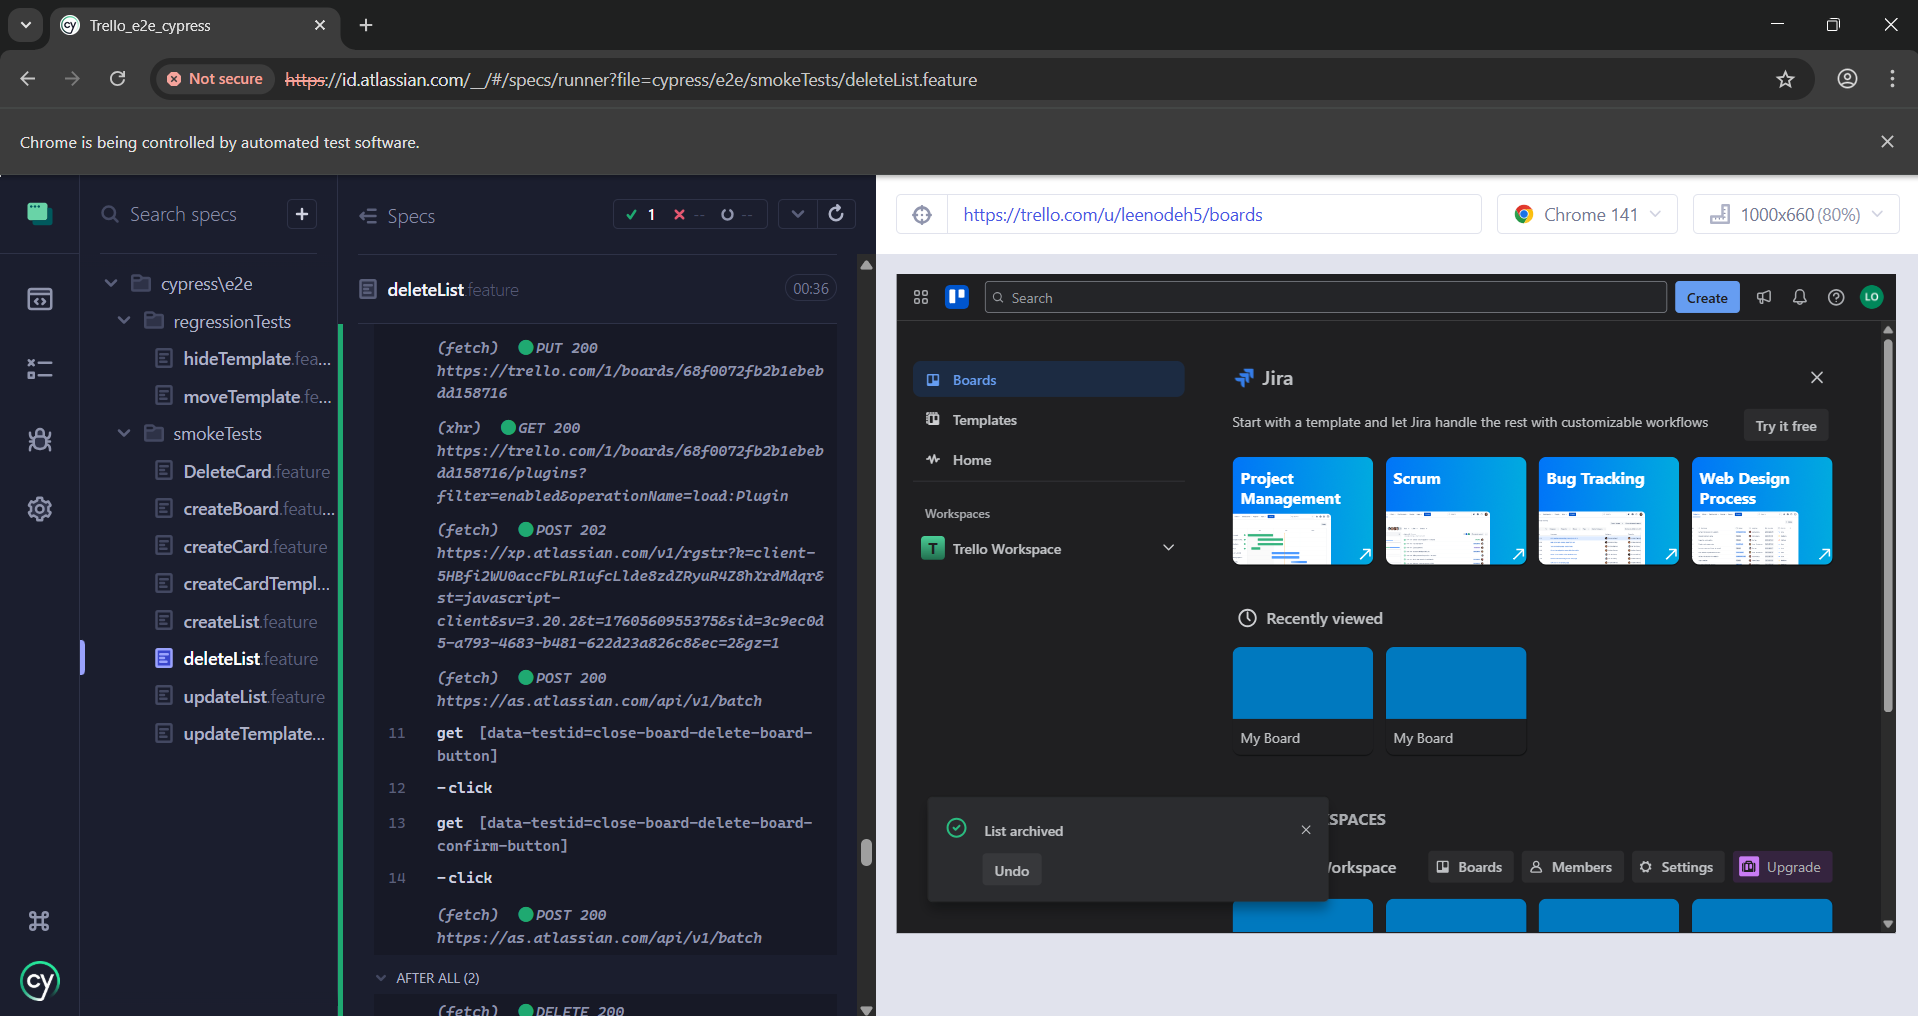 Trello_e2e_cypress
Not secure
https://id.atlassian.com/__/#/specs/runner?file=cypress/e2e/smokeTests/deleteList.feature
Chrome is being controlled by automated test software.
Search specs
cypress\e2e
regressionTests
hideTemplate.fea...
moveTemplate.fe...
smokeTests
DeleteCard.feature
createBoard.featu...
createCard.feature
createCardTempl...
createList.feature
deleteList.feature
updateList.feature
updateTemplate...
cy
Specs
1 -- --
deleteList.feature
00:36
(fetch) PUT 200
https://trello.com/1/boards/68f0072fb2b1ebeb
dd158716
(xhr) GET 200
https://trello.com/1/boards/68f0072fb2b1ebeb
dd158716/plugins?
filter=enabled&operationName=load:Plugin
(fetch) POST 202
https://xp.atlassian.com/v1/rgstr?k=client-
5HBfi2WU0accFbLR1ufcLlde8zdZRyuR4Z8hXrdMdqr&
st=javascript-
client&sv=3.20.2&t=1760560955375&sid=3c9ec0d
5-a793-4683-b481-622d23a826c8&ec=2&gz=1
(fetch) POST 200
https://as.atlassian.com/api/v1/batch
11 get [data-testid=close-board-delete-board-
button]
12 -click
13 get [data-testid=close-board-delete-board-
confirm-button]
14 -click
(fetch) POST 200
https://as.atlassian.com/api/v1/batch
AFTER ALL (2)
(fetch) DELETE 200
https://trello.com/u/leenodeh5/boards
Chrome 141
1000x660 (80%)
Search
Create
LO
Boards
Templates
Home
Workspaces
T Trello Workspace
Jira
Start with a template and let Jira handle the rest with customizable workflows
Try it free
Project
Management
Scrum
Bug Tracking
Web Design
Process
Recently viewed
My Board
My Board
SPACES
orkspace
Boards
Members
Settings
Upgrade
List archived
Undo